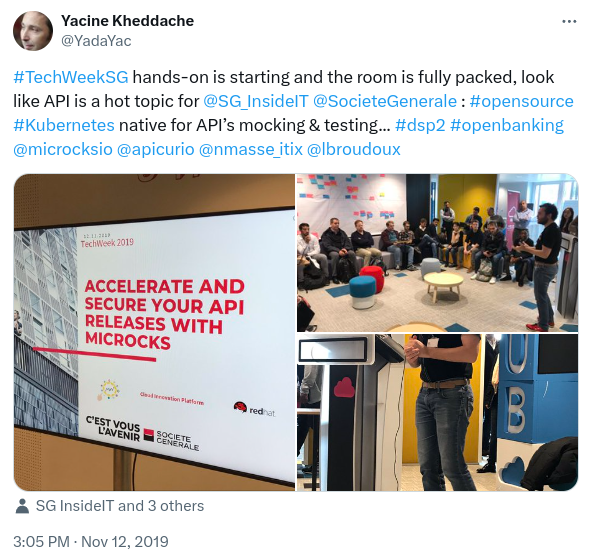 Yacine Kheddache
@YadaYac
#TechWeekSG hands-on is starting and the room is fully packed, look
like API is a hot topic for @SG_InsideIT @SocieteGenerale : #opensource
#Kubernetes native for API’s mocking & testing... #dsp2 #openbanking
@microcksio @apicurio @nmasse_itix @lbroudoux
12.11.2019
TechWeek 2019
ACCELERATE AND
SECURE YOUR API
RELEASES WITH
MICROCKS
Cloud Innovation Platform
redhat.
C'EST VOUS
L'AVENIR
SOCIETE
GENERALE
U
B
SG InsideIT and 3 others
3:05 PM · Nov 12, 2019